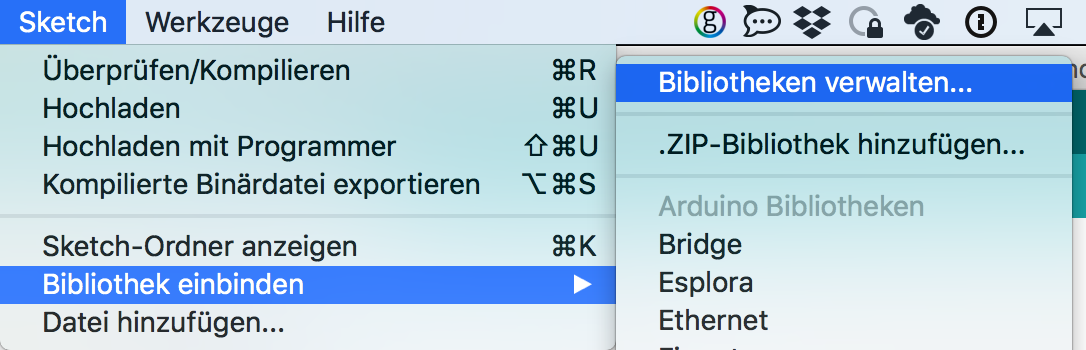 Sketch Werkzeuge Hilfe
Überprüfen/Kompilieren ⌘R
Hochladen ⌘U
Hochladen mit Programmer ⇧⌘U
Kompilierte Binärdatei exportieren ⌥⌘S
Sketch-Ordner anzeigen ⌘K
Bibliothek einbinden ▶
Datei hinzufügen...
Bibliotheken verwalten...
.ZIP-Bibliothek hinzufügen...
Arduino Bibliotheken
Bridge
Esplora
Ethernet